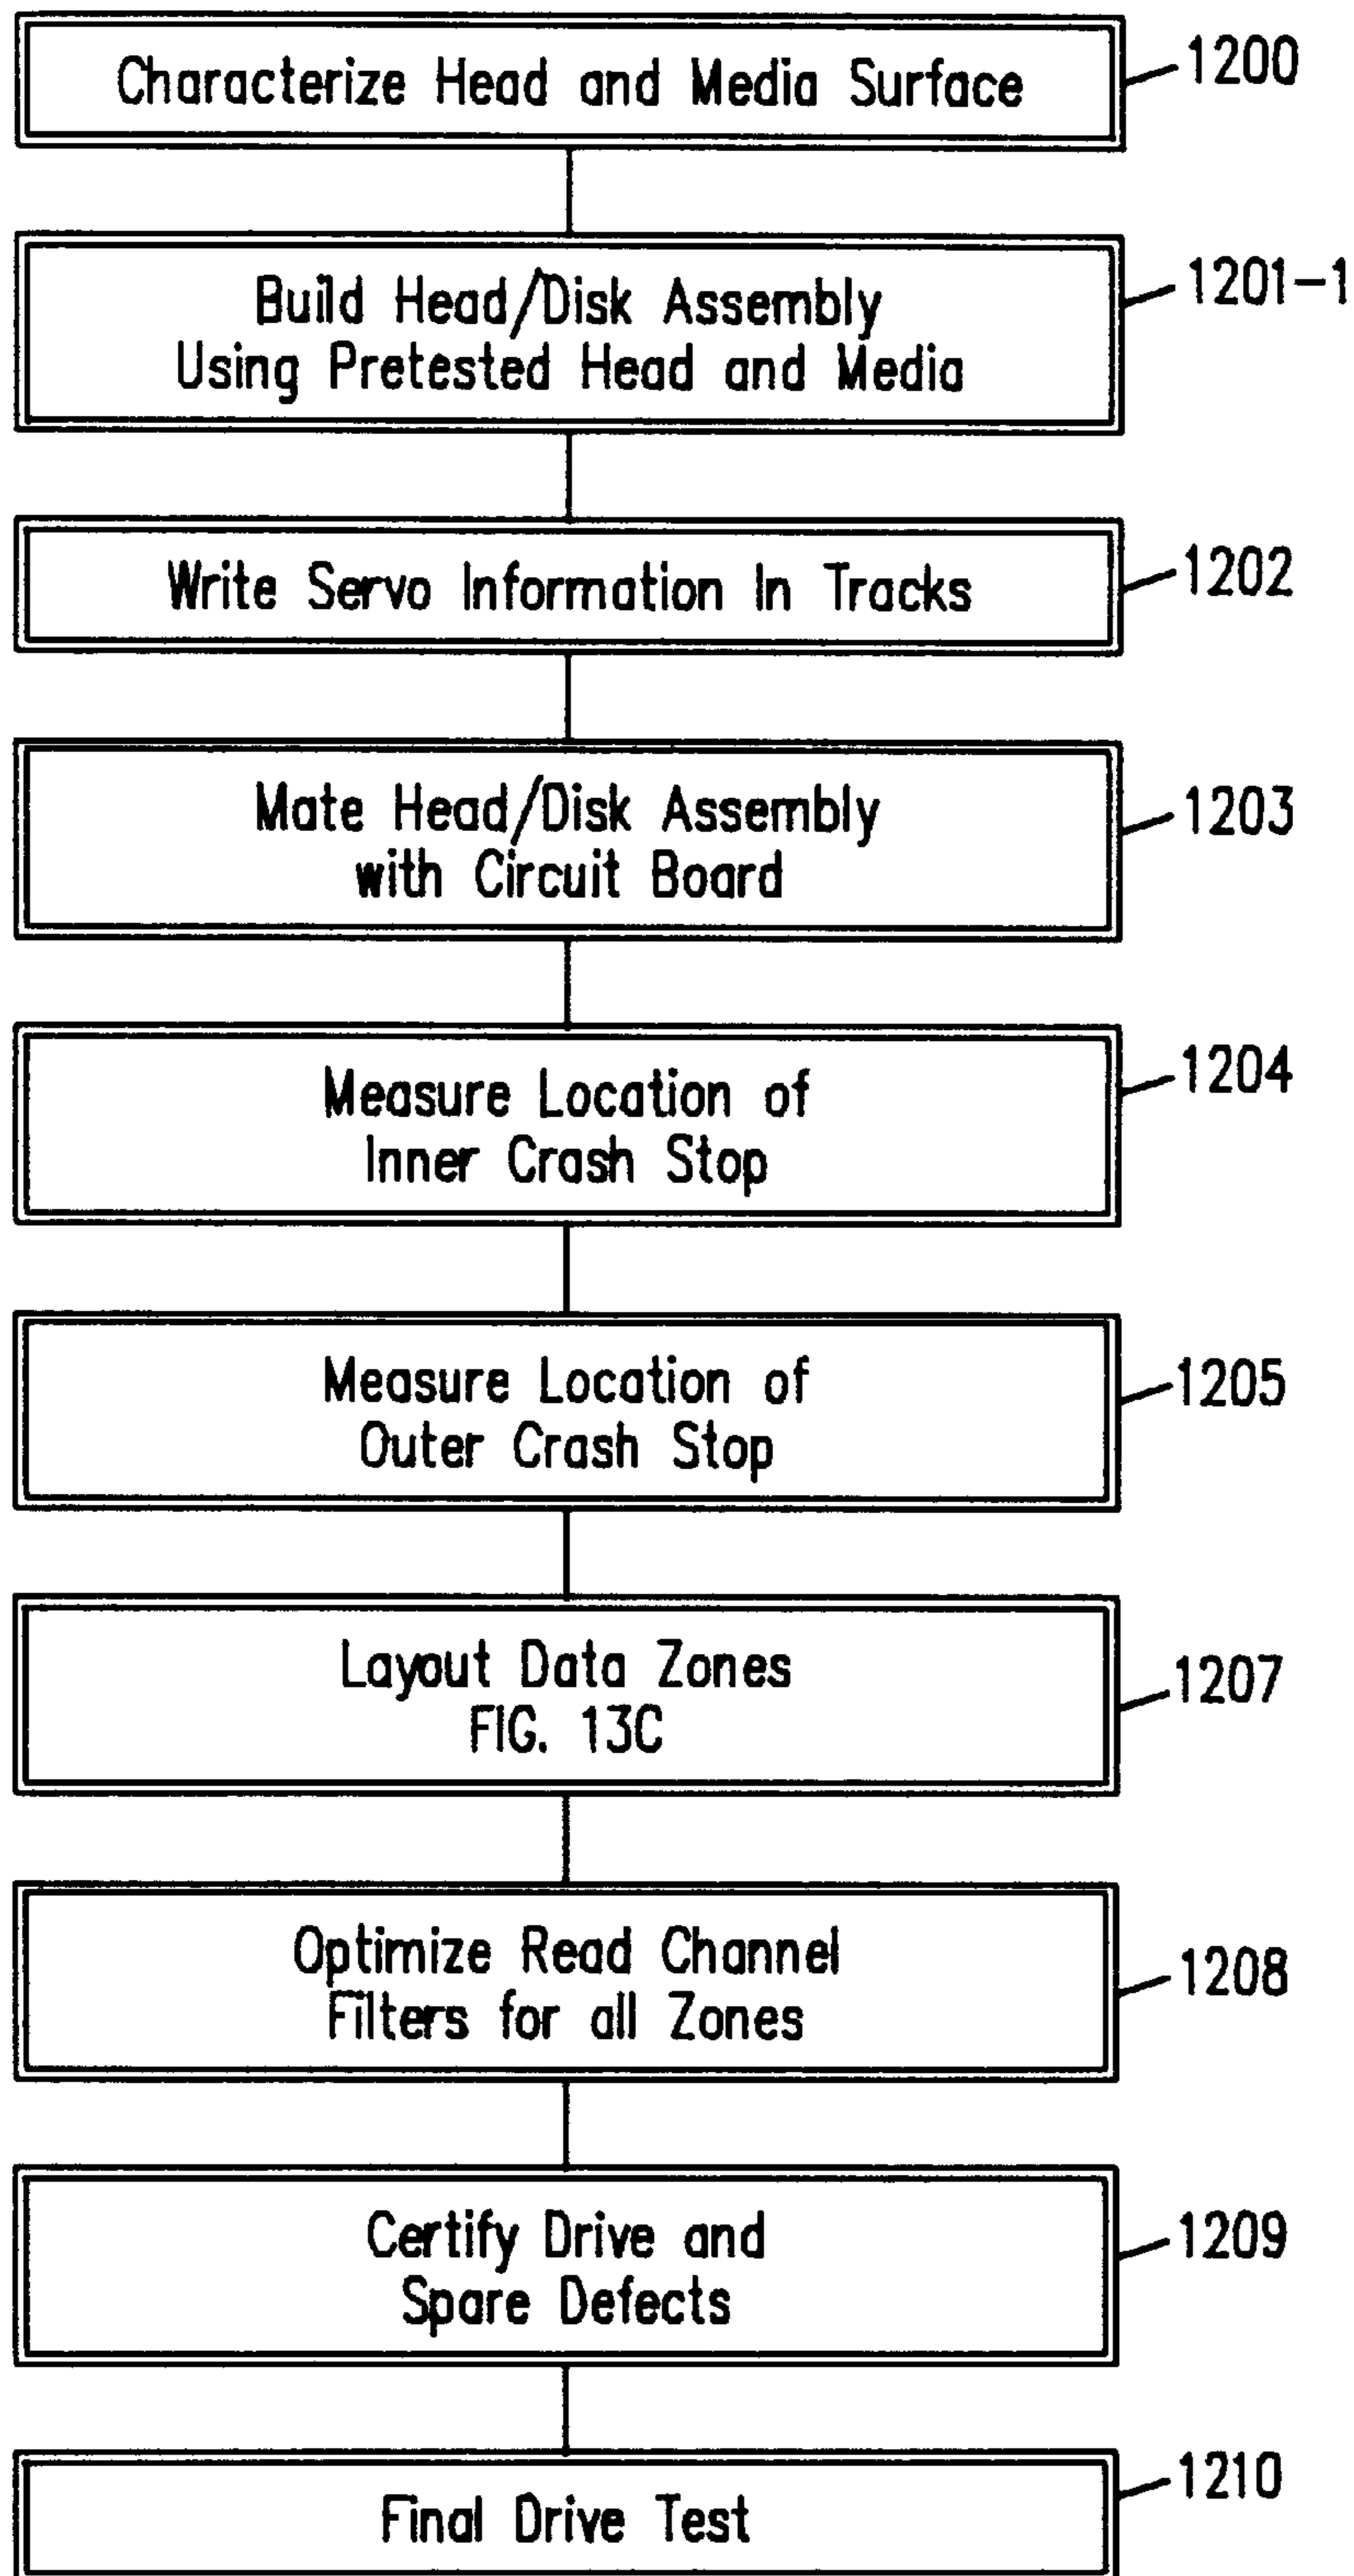 Characterize Head and Media Surface
1200
Build Head/Disk Assembly
Using Pretested Head and Media
1201-1
Write Servo Information In Tracks
1202
Mate Head/Disk Assembly
with Circuit Board
1203
Measure Location of
Inner Crash Stop
1204
Measure Location of
Outer Crash Stop
1205
Layout Data Zones
FIG. 13C
1207
Optimize Read Channel
Filters for all Zones
1208
Certify Drive and
Spare Defects
1209
Final Drive Test
1210